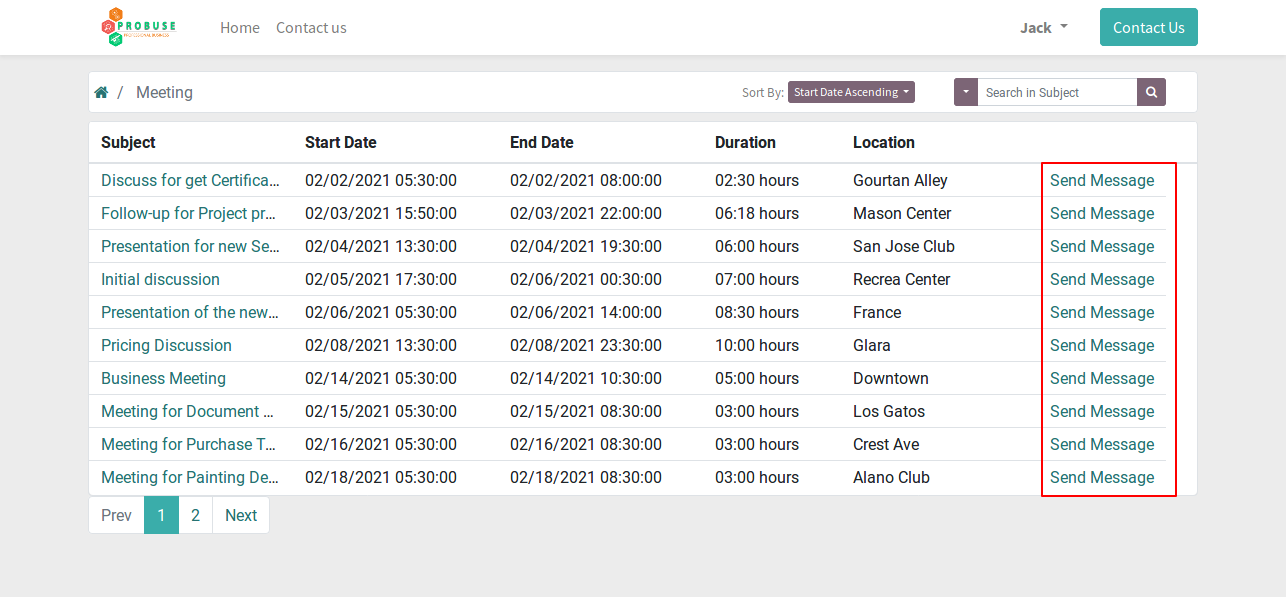 PROBUSE
PROFESSIONAL BUSINESS
Home Contact us Jack Contact Us
/ Meeting Sort By: Start Date Ascending Search in Subject
Subject Start Date End Date Duration Location
Discuss for get Certifica... 02/02/2021 05:30:00 02/02/2021 08:00:00 02:30 hours Gourtan Alley Send Message
Follow-up for Project pr... 02/03/2021 15:50:00 02/03/2021 22:00:00 06:18 hours Mason Center Send Message
Presentation for new Se... 02/04/2021 13:30:00 02/04/2021 19:30:00 06:00 hours San Jose Club Send Message
Initial discussion 02/05/2021 17:30:00 02/06/2021 00:30:00 07:00 hours Recrea Center Send Message
Presentation of the new... 02/06/2021 05:30:00 02/06/2021 14:00:00 08:30 hours France Send Message
Pricing Discussion 02/08/2021 13:30:00 02/08/2021 23:30:00 10:00 hours Glara Send Message
Business Meeting 02/14/2021 05:30:00 02/14/2021 10:30:00 05:00 hours Downtown Send Message
Meeting for Document ... 02/15/2021 05:30:00 02/15/2021 08:30:00 03:00 hours Los Gatos Send Message
Meeting for Purchase T... 02/16/2021 05:30:00 02/16/2021 08:30:00 03:00 hours Crest Ave Send Message
Meeting for Painting De... 02/18/2021 05:30:00 02/18/2021 08:30:00 03:00 hours Alano Club Send Message
Prev 1 2 Next